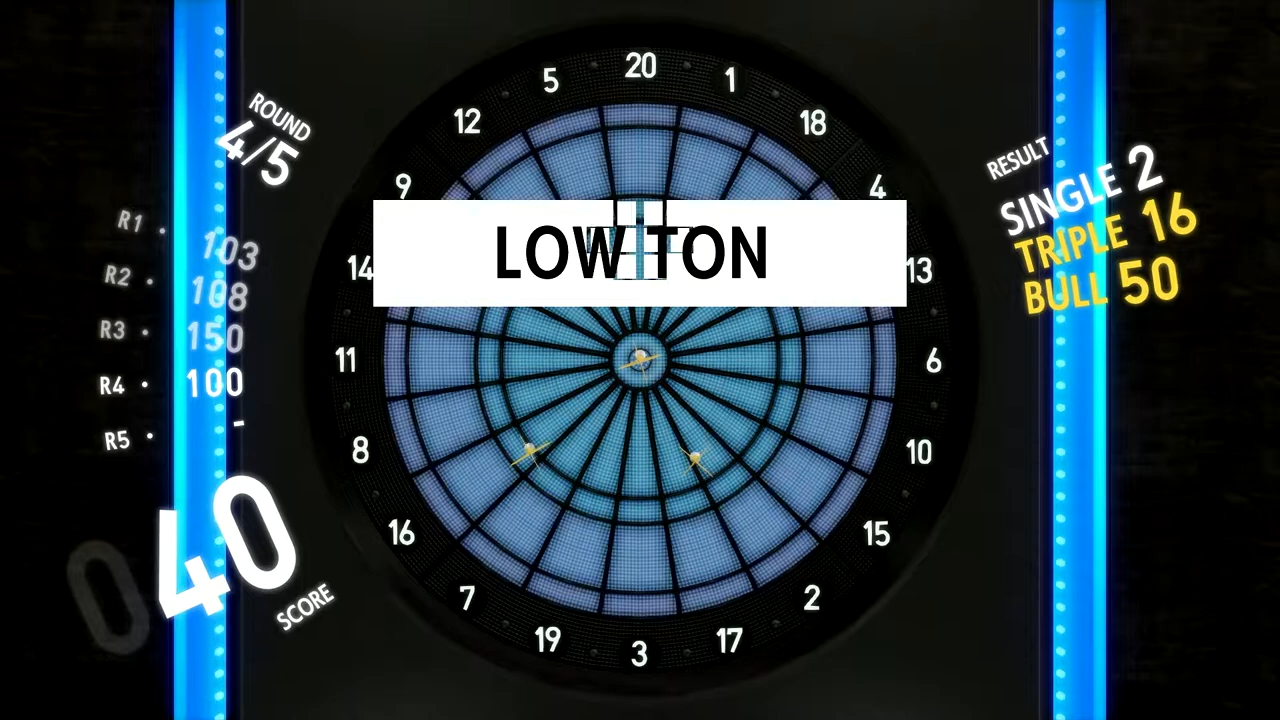 ROUND
4/5
R1 · 103
R2 · 108
R3 · 150
R4 · 100
R5 · -
040
SCORE
20
1
18
4
13
6
10
15
2
17
3
19
7
16
8
11
14
9
12
5
LOW TON
RESULT
SINGLE 2
TRIPLE 16
BULL 50